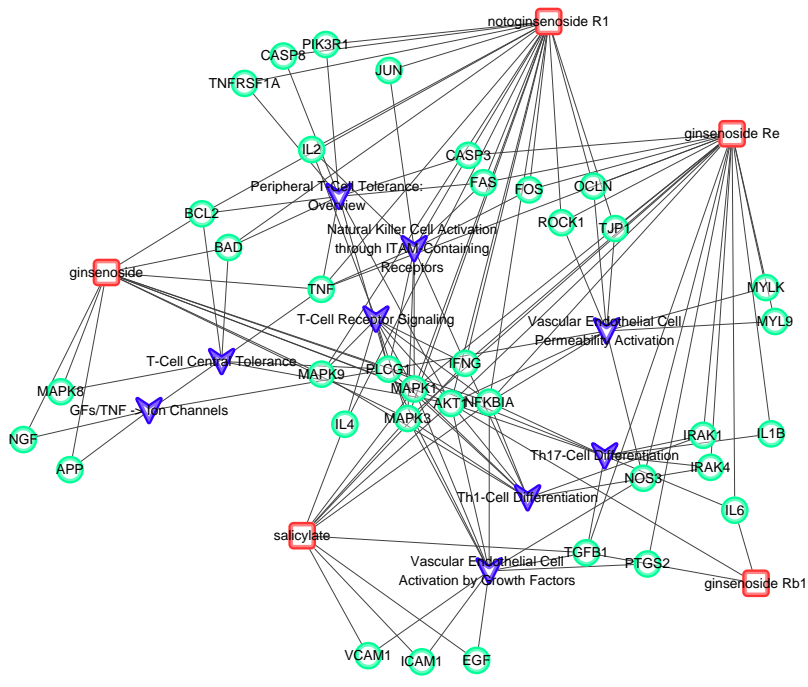 notoginsenoside R1
PIK3R1
CASP8
TNFRSF1A
JUN
ginsenoside Re
IL2
CASP3
FAS
FOS
OCLN
Peripheral T-Cell Tolerance:
Overview
BCL2
ROCK1
TJP1
Natural Killer Cell Activation
through ITAM-Containing
Receptors
BAD
ginsenoside
TNF
MYLK
T-Cell Receptor Signaling
Vascular Endothelial Cell
Permeability Activation
MYL9
T-Cell Central Tolerance
MAPK9
PLCG1
IFNG
MAPK8
MAPK1
GFs/TNF -> Ion Channels
AKT1
NFKBIA
MAPK3
IL4
NGF
IRAK1
IL1B
APP
Th17-Cell Differentiation
IRAK4
NOS3
Th1-Cell Differentiation
IL6
salicylate
TGFB1
PTGS2
Vascular Endothelial Cell
Activation by Growth Factors
ginsenoside Rb1
VCAM1
ICAM1
EGF